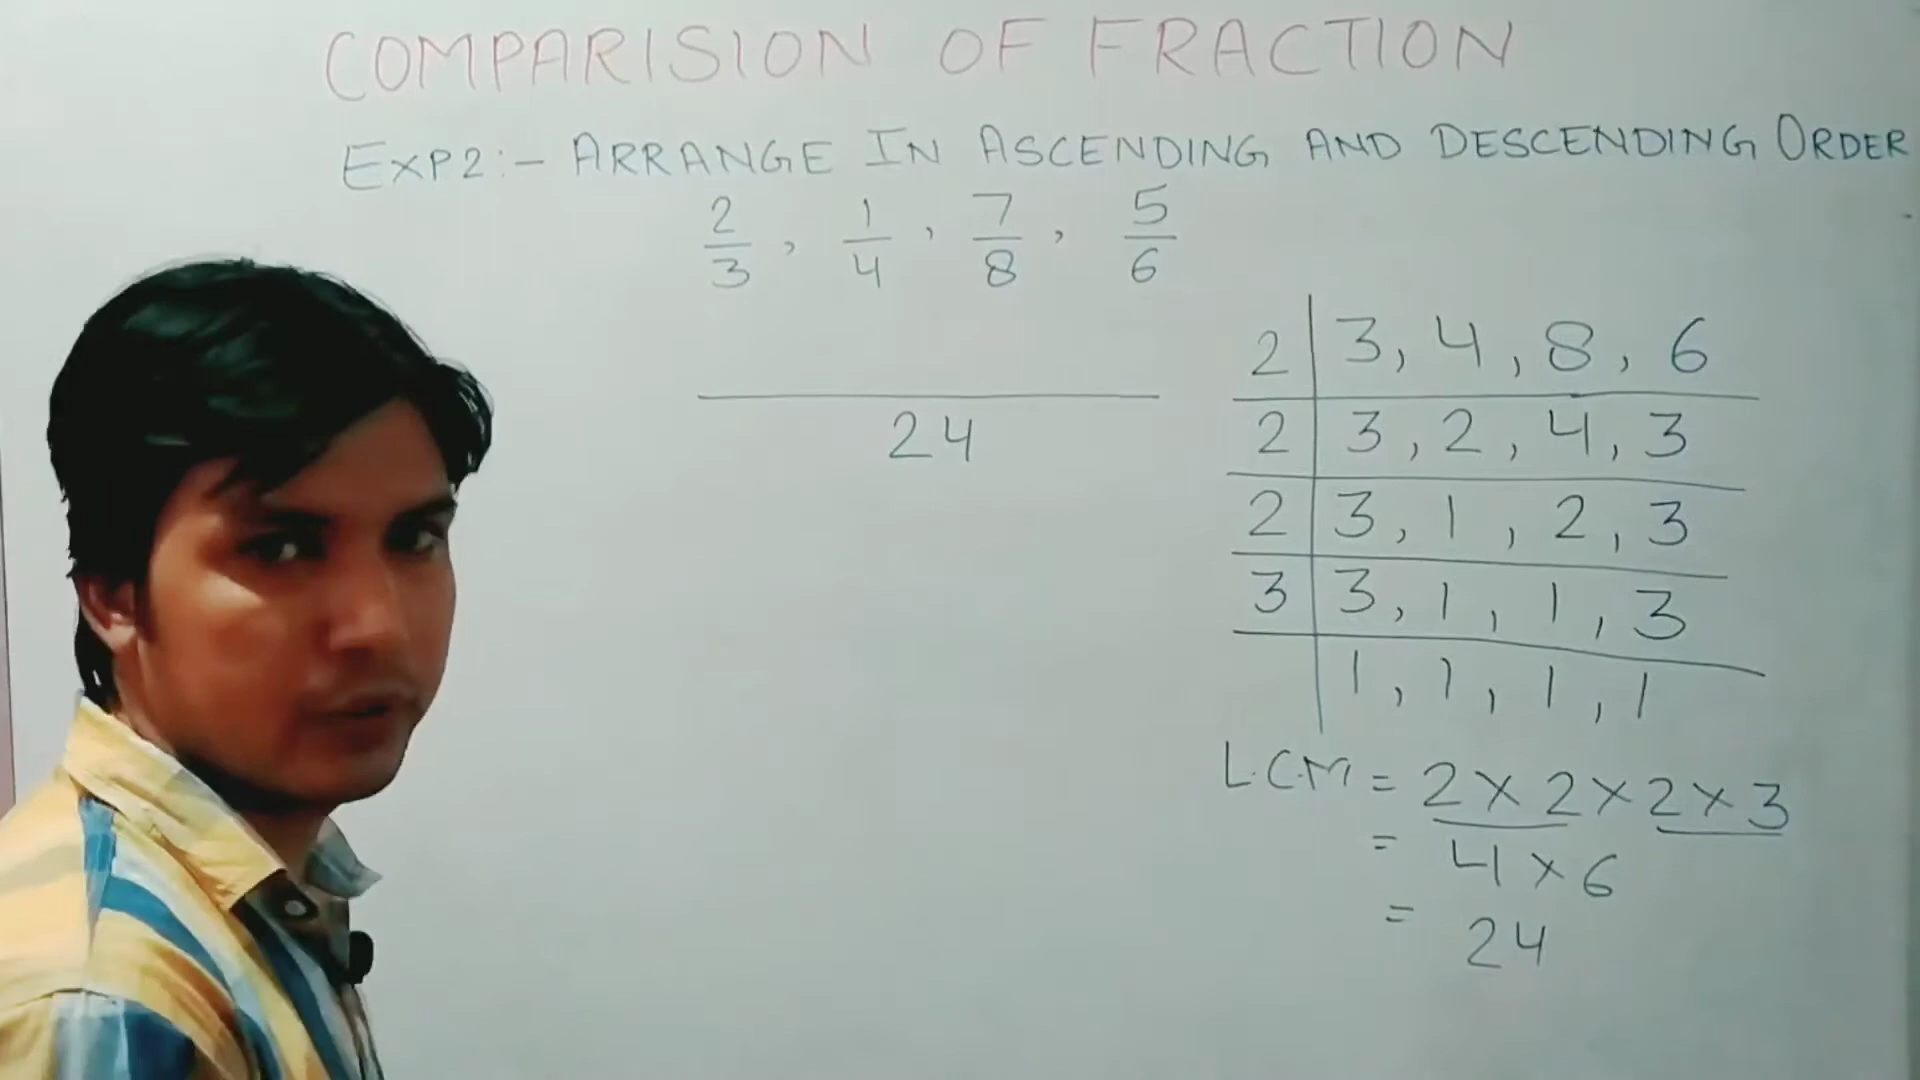 COMPARISION OF FRACTION
EXP2:- ARRANGE IN ASCENDING AND DESCENDING ORDER
2/3 , 1/4 , 7/8 , 5/6
24
2 | 3, 4, 8, 6
2 | 3, 2, 4, 3
2 | 3, 1, 2, 3
3 | 3, 1, 1, 3
1, 1, 1, 1
L.C.M = 2 × 2 × 2 × 3
= 4 × 6
= 24